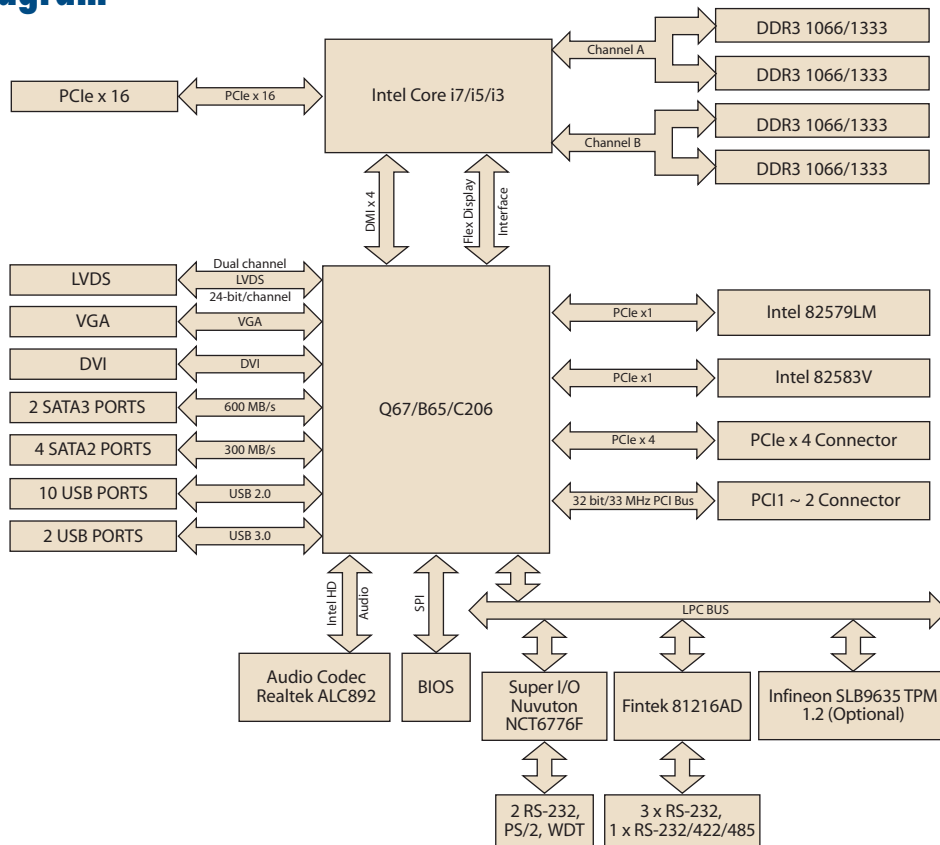 DDR3 1066/1333
Channel A
DDR3 1066/1333
PCIe x 16
PCIe x 16
Intel Core i7/i5/i3
DDR3 1066/1333
Channel B
DDR3 1066/1333
DMI x 4
Flex Display
Interface
Dual channel
LVDS
LVDS
24-bit/channel
VGA
VGA
DVI
DVI
2 SATA3 PORTS
600 MB/s
4 SATA2 PORTS
300 MB/s
10 USB PORTS
USB 2.0
2 USB PORTS
USB 3.0
Q67/B65/C206
PCIe x1
Intel 82579LM
PCIe x1
Intel 82583V
PCIe x 4
PCIe x 4 Connector
32 bit/33 MHz PCI Bus
PCI1 ~ 2 Connector
Intel HD
Audio
SPI
LPC BUS
Audio Codec
Realtek ALC892
BIOS
Super I/O
Nuvuton
NCT6776F
Fintek 81216AD
Infineon SLB9635 TPM
1.2 (Optional)
2 RS-232,
PS/2, WDT
3 x RS-232,
1 x RS-232/422/485